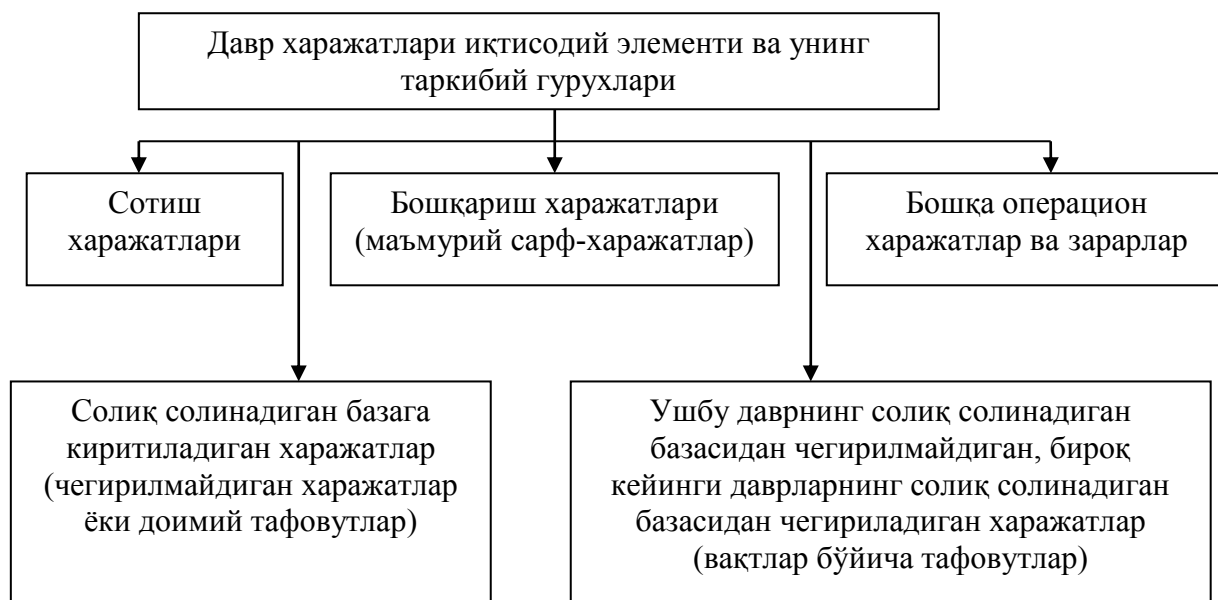 Давр харажатлари иқтисодий элементи ва унинг
таркибий гурухлари
Сотиш
харажатлари
Бошқариш харажатлари
(маъмурий сарф-харажатлар)
Бошқа операцион
харажатлар ва зарарлар
Солиқ солинадиган базага
киритиладиган харажатлар
(чегирилмайдиган харажатлар
ёки доимий тафовутлар)
Ушбу даврнинг солиқ солинадиган
базасидан чегирилмайдиган, бироқ
кейинги даврларнинг солиқ солинадиган
базасидан чегириладиган харажатлар
(вақтлар бўйича тафовутлар)